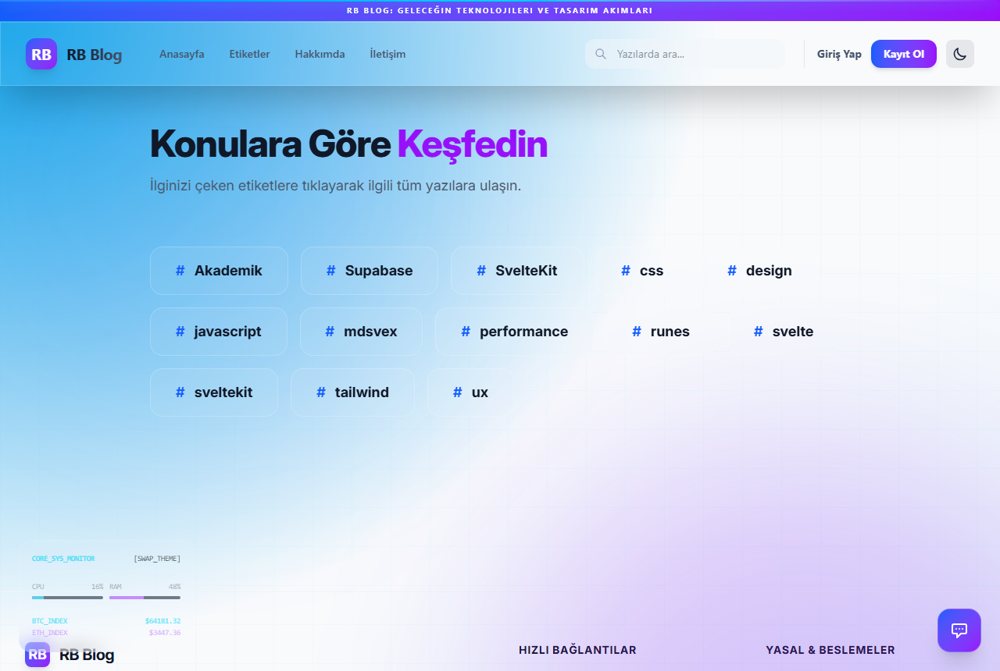 RB BLOG: GELECEĞIN TEKNOLOJILERI VE TASARIM AKIMLARI
RB RB Blog Anasayfa Etiketler Hakkımda İletişim Yazılarda ara... Giriş Yap Kayıt Ol
Konulara Göre Keşfedin
İlginizi çeken etiketlere tıklayarak ilgili tüm yazılara ulaşın.
# Akademik # Supabase # SvelteKit # css # design
# javascript # mdsvex # performance # runes # svelte
# sveltekit # tailwind # ux
CORE_SYS_MONITOR [SWAP_THEME]
CPU 16% RAM 48%
BTC_INDEX $64181.32
ETH_INDEX $3447.36
RB RB Blog HIZLI BAĞLANTILAR YASAL & BESLEMELER